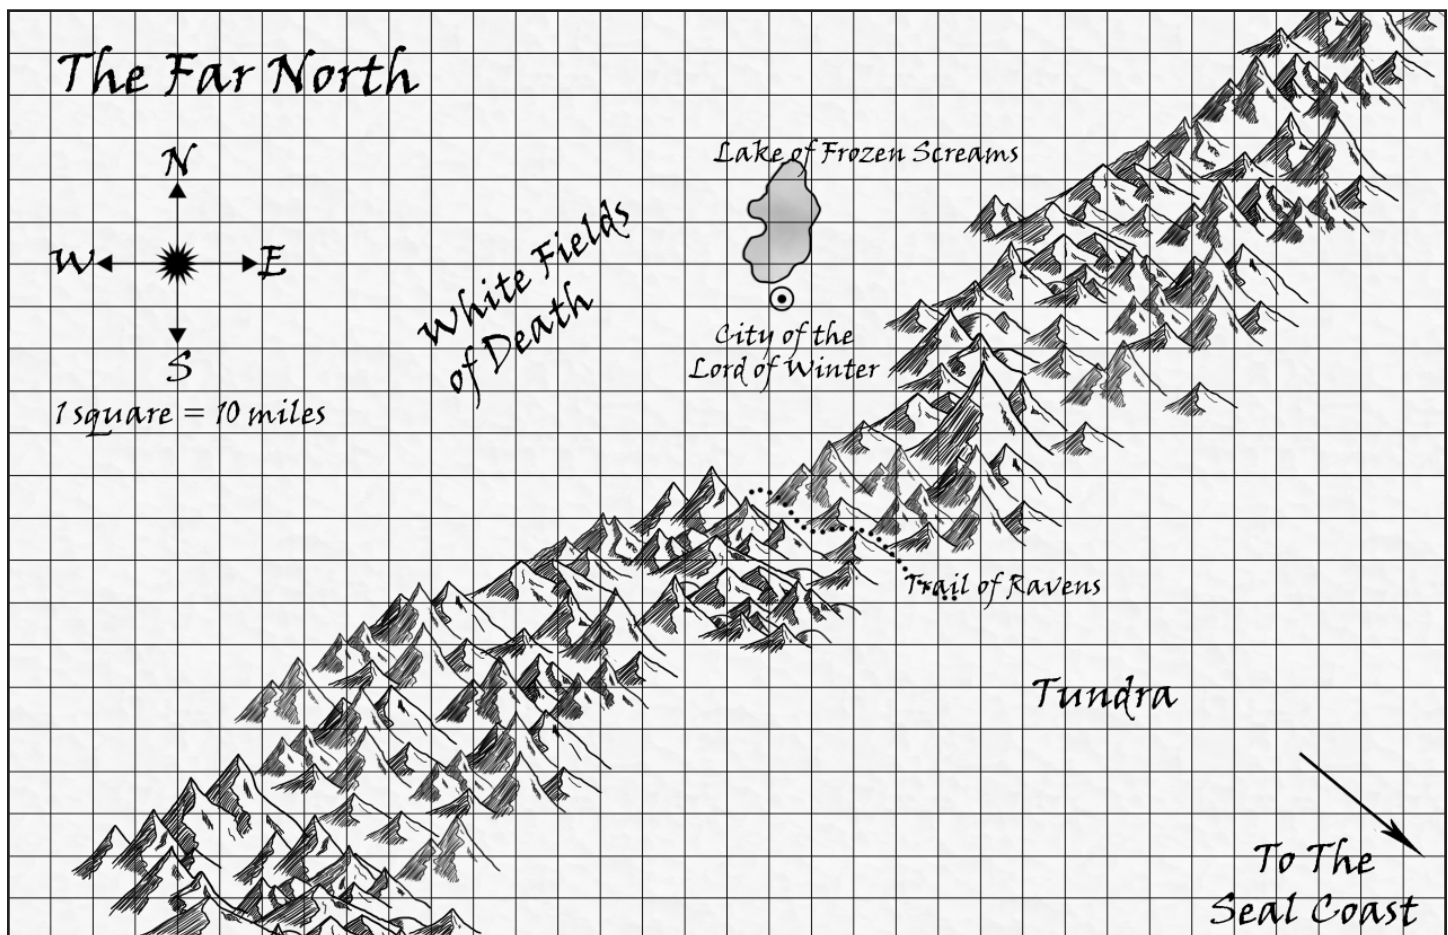 The Far North
N
W
E
S
1 square = 10 miles
Lake of Frozen Screams
White Fields
of Death
City of the
Lord of Winter
Trail of Ravens
Tundra
To The
Seal Coast